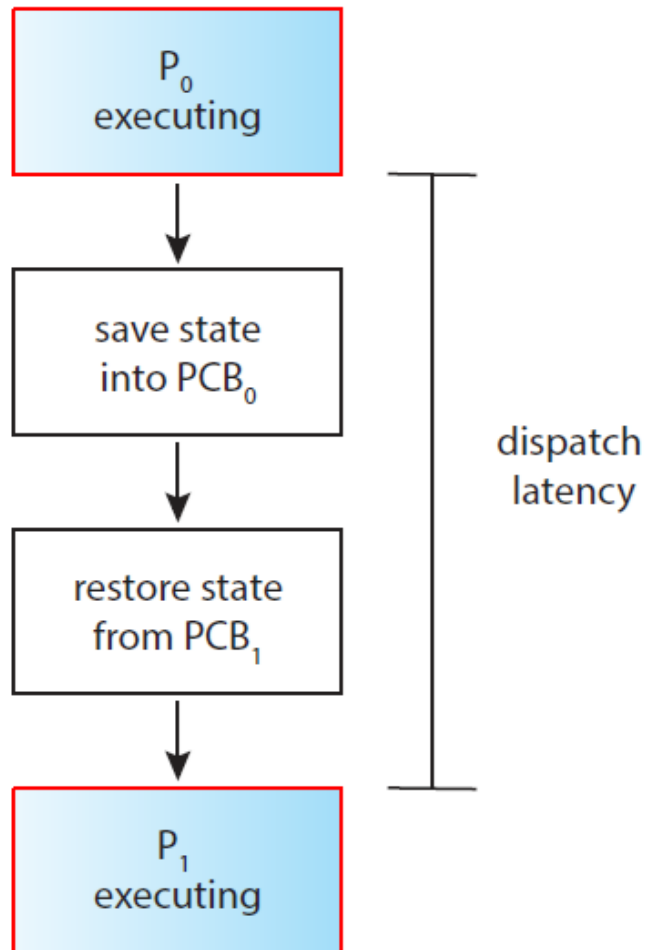 P₀
executing
save state
into PCB₀
dispatch
latency
restore state
from PCB₁
P₁
executing